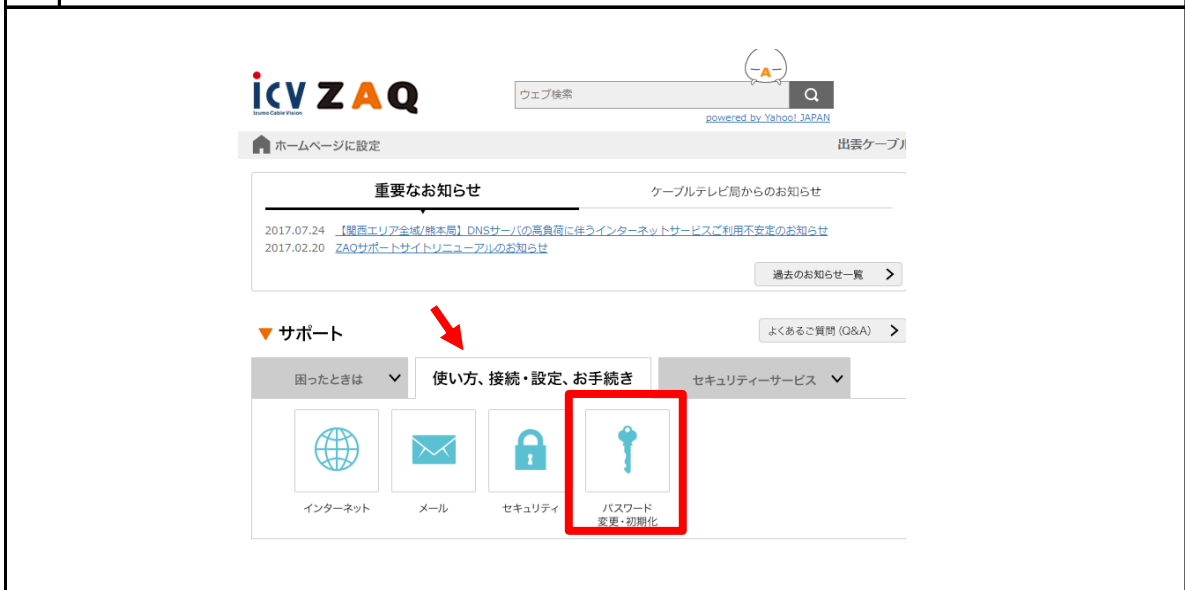 icv ZAQ
Izumo Cable Vision
A
ウェブ検索
powered by Yahoo! JAPAN
ホームページに設定
出雲ケーブル
重要なお知らせ
ケーブルテレビ局からのお知らせ
2017.07.24 【関西エリア全域/熊本局】DNSサーバの高負荷に伴うインターネットサービスご利用不安定のお知らせ
2017.02.20 ZAQサポートサイトリニューアルのお知らせ
過去のお知らせ一覧
サポート
よくあるご質問 (Q&A)
困ったときは
使い方、接続・設定、お手続き
セキュリティーサービス
インターネット
メール
セキュリティ
パスワード
変更・初期化